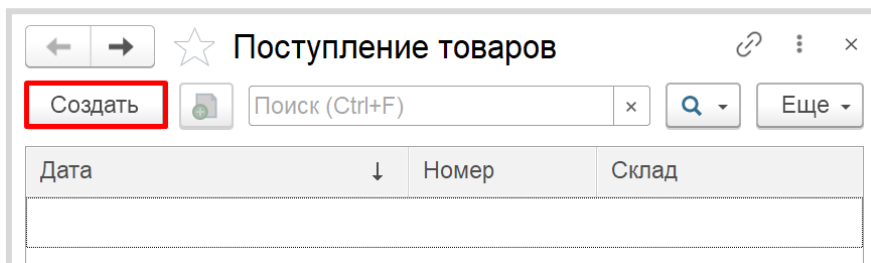 Поступление товаров
Создать Поиск (Ctrl+F) Еще
Дата Номер Склад